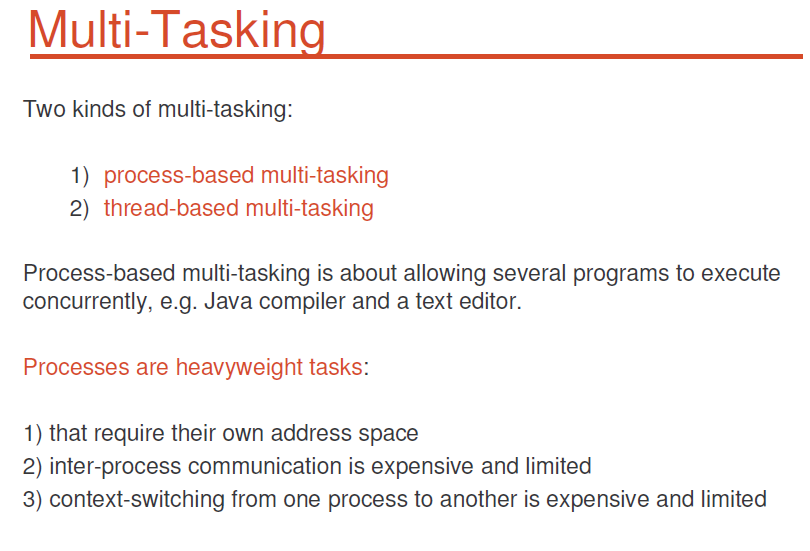 Multi-Tasking
Two kinds of multi-tasking:
1) process-based multi-tasking
2) thread-based multi-tasking
Process-based multi-tasking is about allowing several programs to execute
concurrently, e.g. Java compiler and a text editor.
Processes are heavyweight tasks:
1) that require their own address space
2) inter-process communication is expensive and limited
3) context-switching from one process to another is expensive and limited